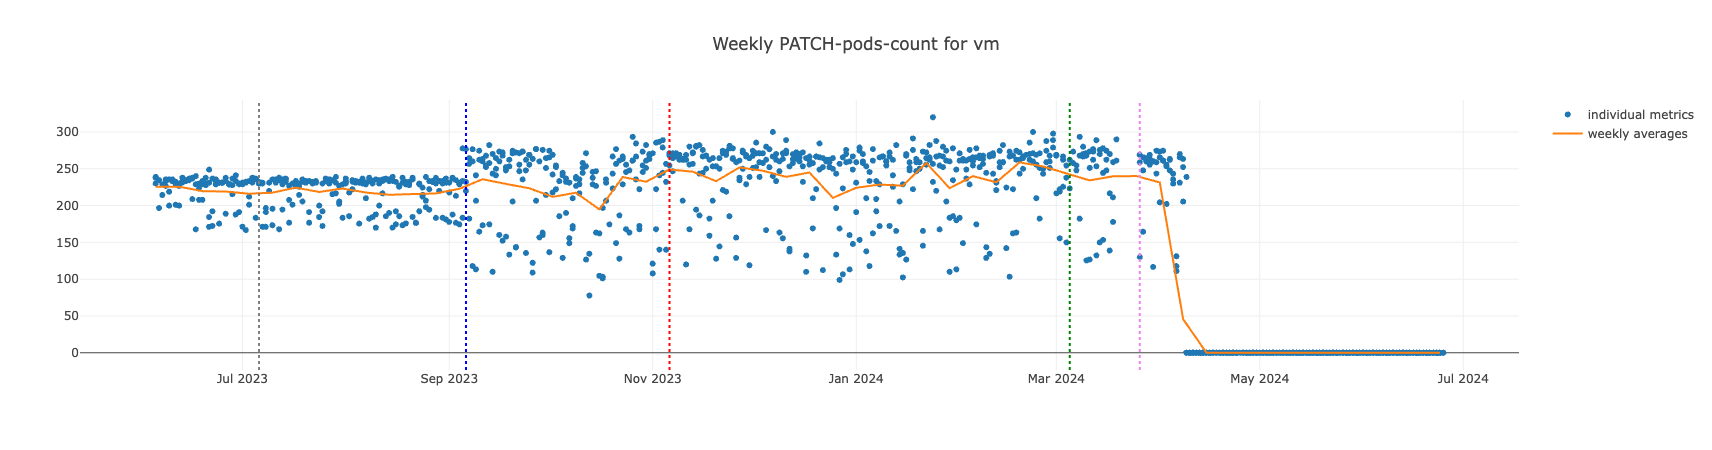 Weekly PATCH-pods-count for vm
individual metrics
weekly averages
300
250
200
150
100
50
0
Jul 2023
Sep 2023
Nov 2023
Jan 2024
Mar 2024
May 2024
Jul 2024